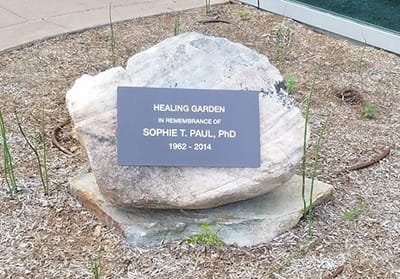 HEALING GARDEN
IN REMEMBRANCE OF
SOPHIE T. PAUL, PhD
1962 - 2014